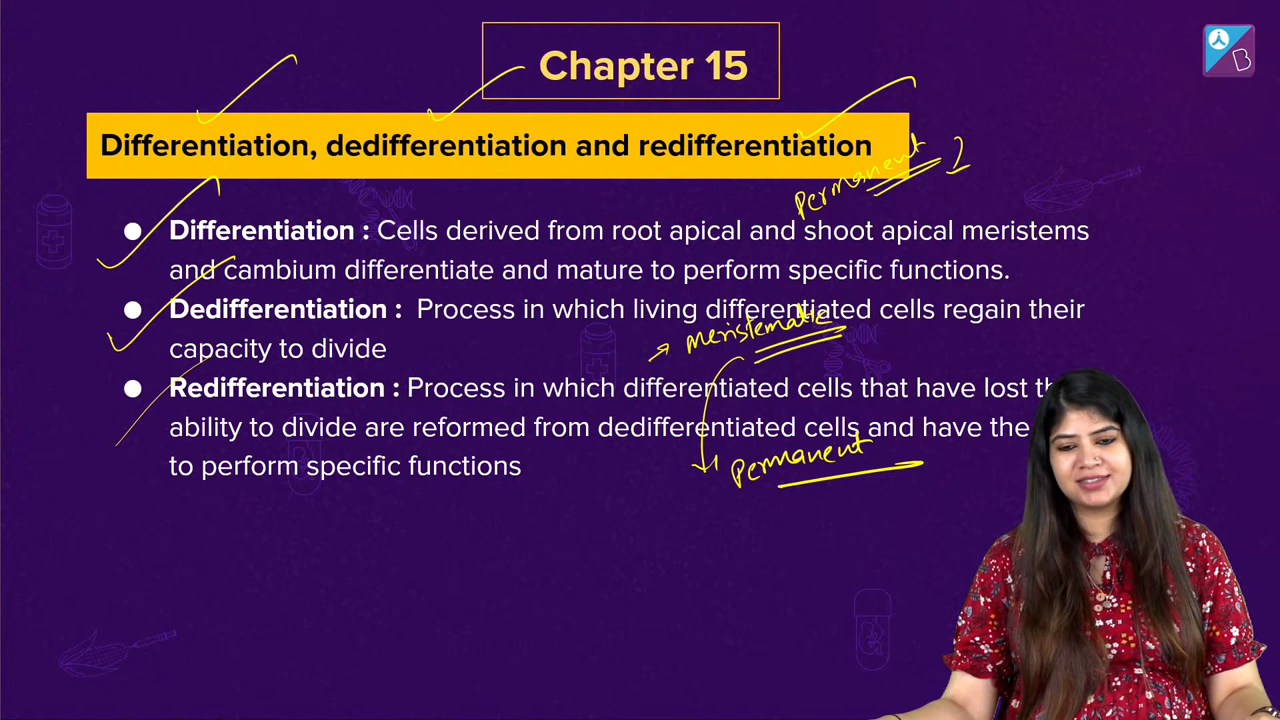 Chapter 15
Differentiation, dedifferentiation and redifferentiation
permanent
● Differentiation : Cells derived from root apical and shoot apical meristems
and cambium differentiate and mature to perform specific functions.
● Dedifferentiation : Process in which living differentiated cells regain their
→ meristematic
capacity to divide
● Redifferentiation : Process in which differentiated cells that have lost
ability to divide are reformed from dedifferentiated cells and have the
permanent
to perform specific functions
B